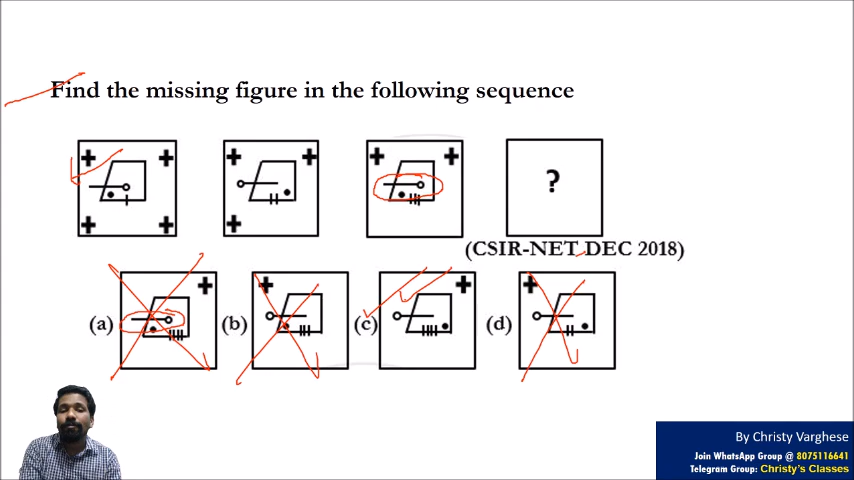 Find the missing figure in the following sequence
?
(CSIR-NET DEC 2018)
(a) (b) (c) (d)
By Christy Varghese
Join WhatsApp Group @ 8075116641
Telegram Group: Christy's Classes